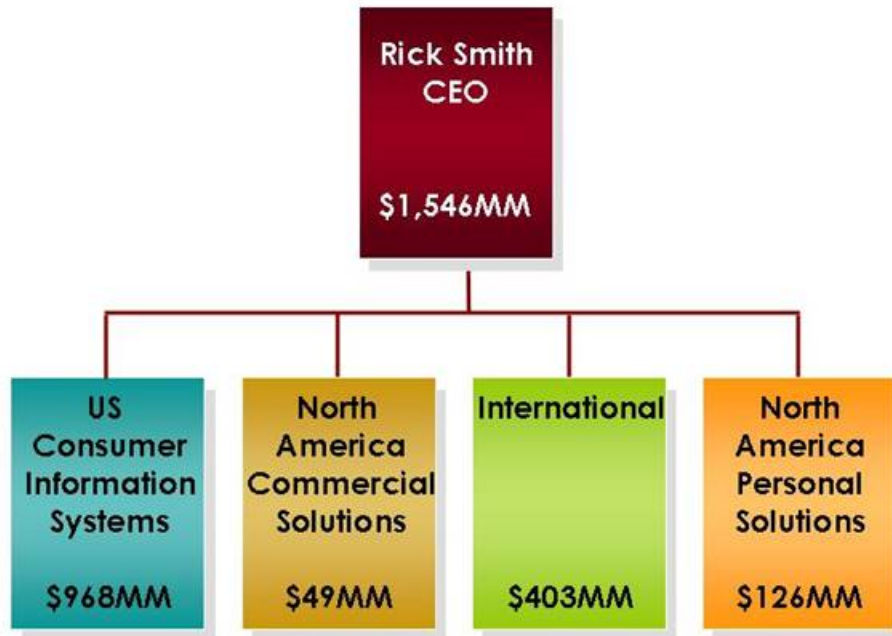 Rick Smith
CEO
$1,546MM
US
Consumer
Information
Systems
$968MM
North
America
Commercial
Solutions
$49MM
International
$403MM
North
America
Personal
Solutions
$126MM